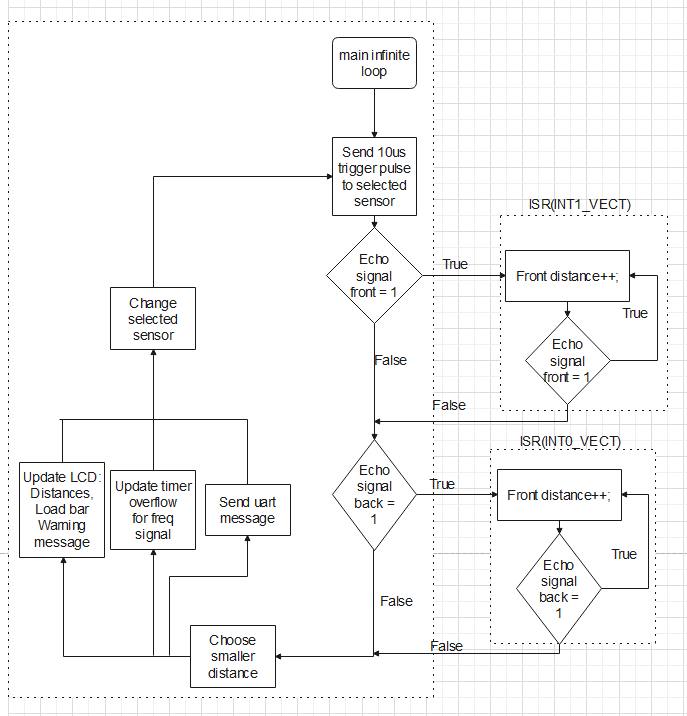 main infinite
loop
Send 10us
trigger pulse
to selected
sensor
ISR(INT1_VECT)
Echo
signal
front = 1
True
Front distance++;
True
Echo
signal
front = 1
False
False
Change
selected
sensor
ISR(INT0_VECT)
Echo
signal
back =
1
True
Front distance++;
True
Echo
signal
back =
1
False
False
Update LCD:
Distances,
Load bar
Warning
message
Update timer
overflow
for freq
signal
Send uart
message
Choose
smaller
distance